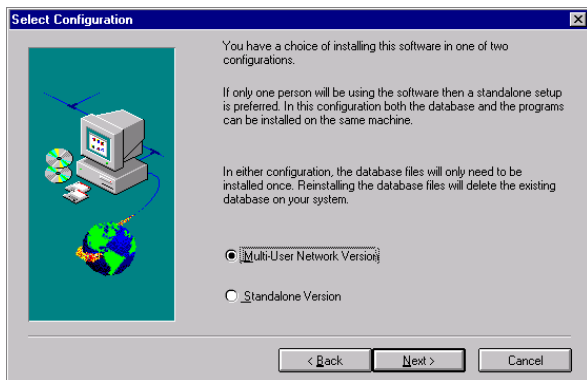 Select Configuration
You have a choice of installing this software in one of two
configurations.
If only one person will be using the software then a standalone setup
is preferred. In this configuration both the database and the programs
can be installed on the same machine.
In either configuration, the database files will only need to be
installed once. Reinstalling the database files will delete the existing
database on your system.
Multi-User Network Version
Standalone Version
< Back
Next >
Cancel